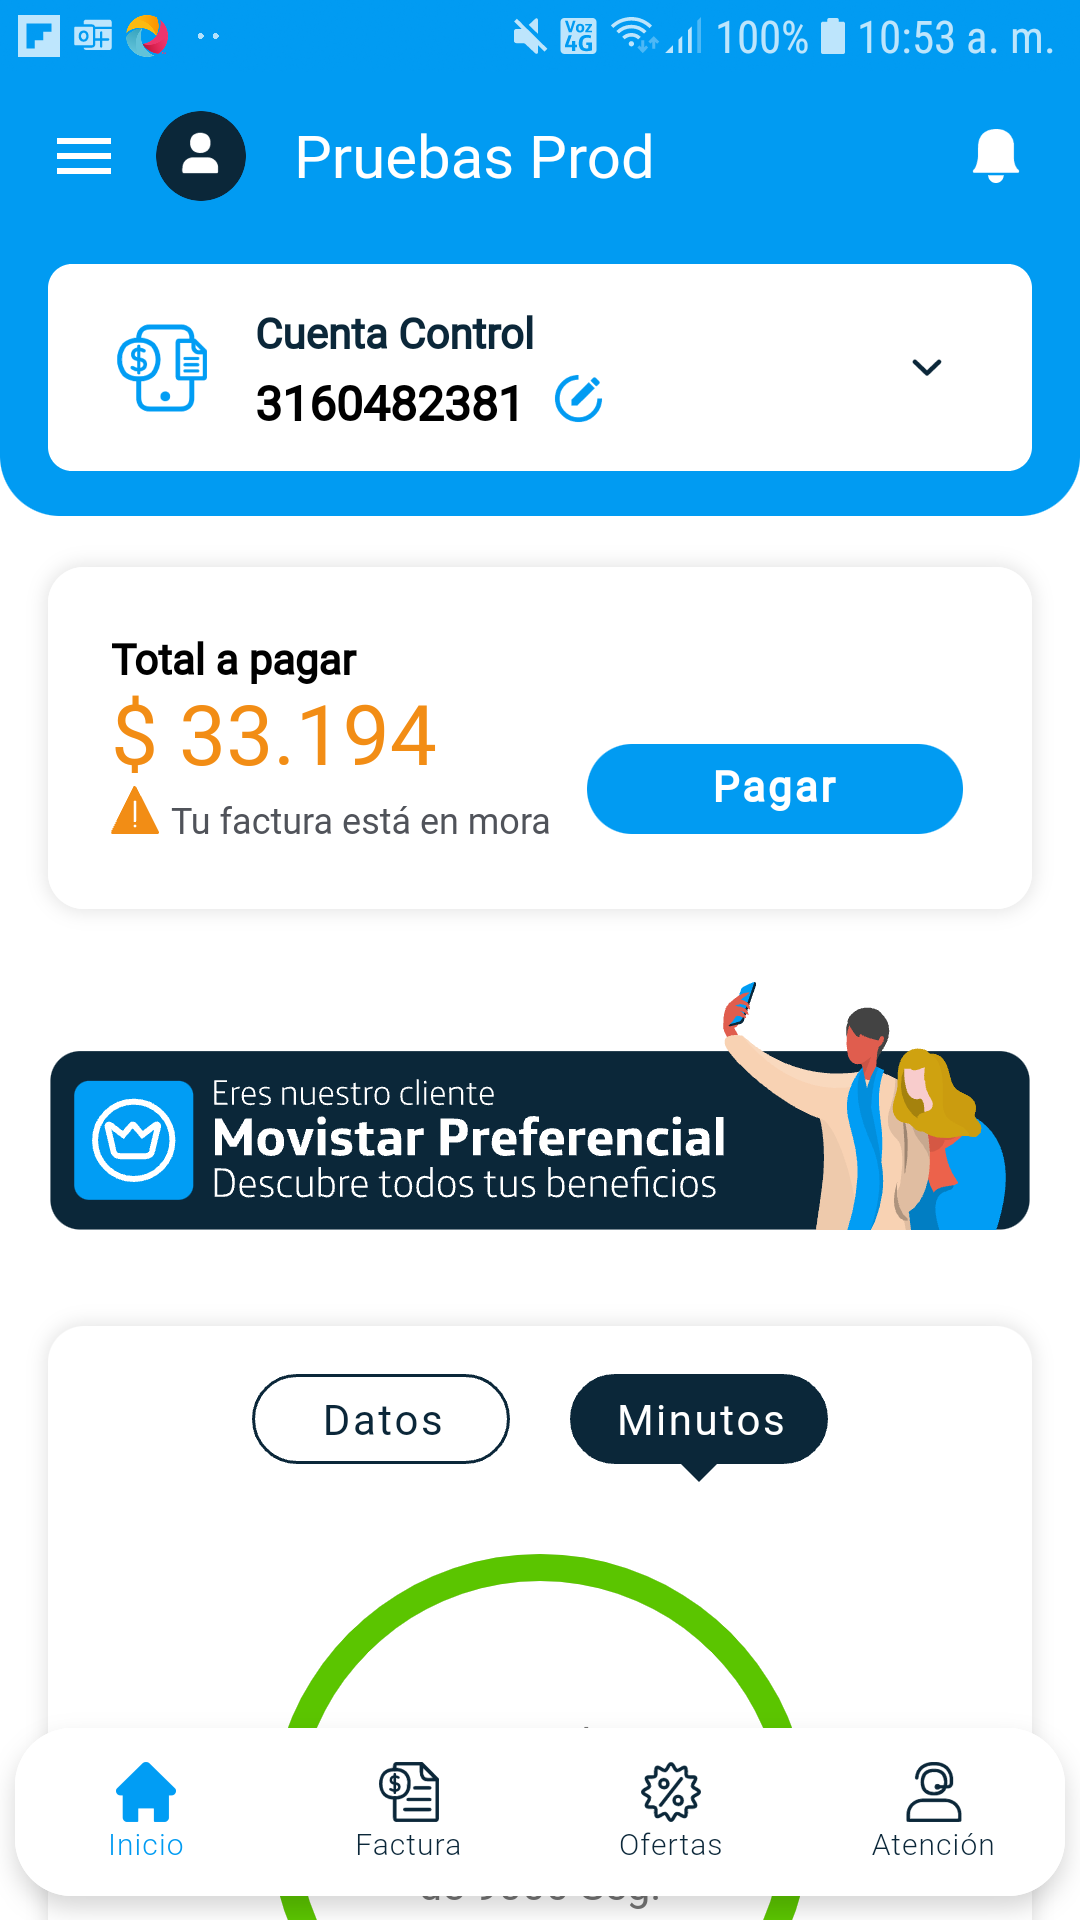 Voz 4G 100% 10:53 a. m.
Pruebas Prod
Cuenta Control
3160482381
Total a pagar
$ 33.194
Tu factura está en mora
Pagar
Eres nuestro cliente
Movistar Preferencial
Descubre todos tus beneficios
Datos
Minutos
Inicio
Factura
Ofertas
Atención